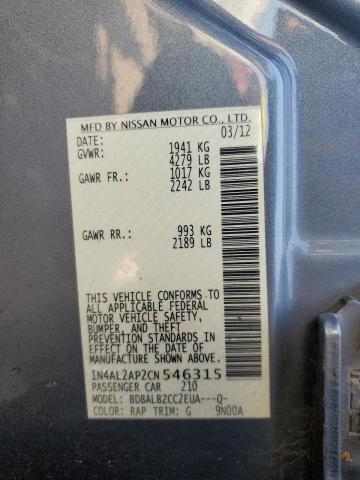 MFD BY NISSAN MOTOR CO., LTD.
DATE: 03/12
GVWR: 1941 KG
4279 LB
GAWR FR.: 1017 KG
2242 LB
GAWR RR.: 993 KG
2189 LB
THIS VEHICLE CONFORMS TO
ALL APPLICABLE FEDERAL
MOTOR VEHICLE SAFETY,
BUMPER, AND THEFT
PREVENTION STANDARDS IN
EFFECT ON THE DATE OF
MANUFACTURE SHOWN ABOVE.
1N4AL2AP2CN546315
PASSENGER CAR 210
MODEL: BDBALBZCC2EUA---Q-
COLOR: RAP TRIM: G 9N00A